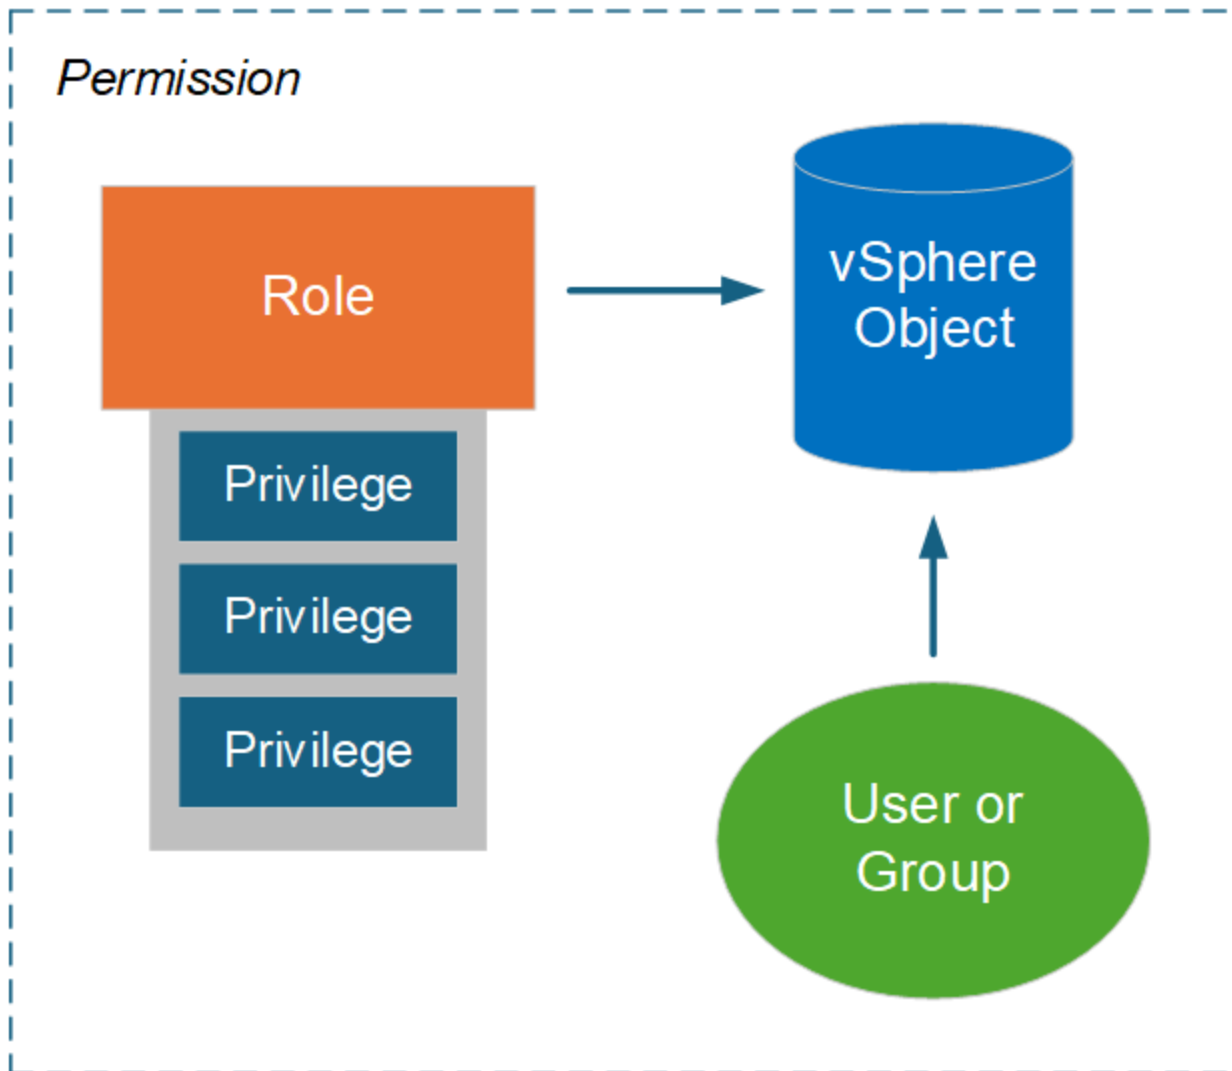 Permission
Role
vSphere
Object
Privilege
Privilege
Privilege
User or
Group